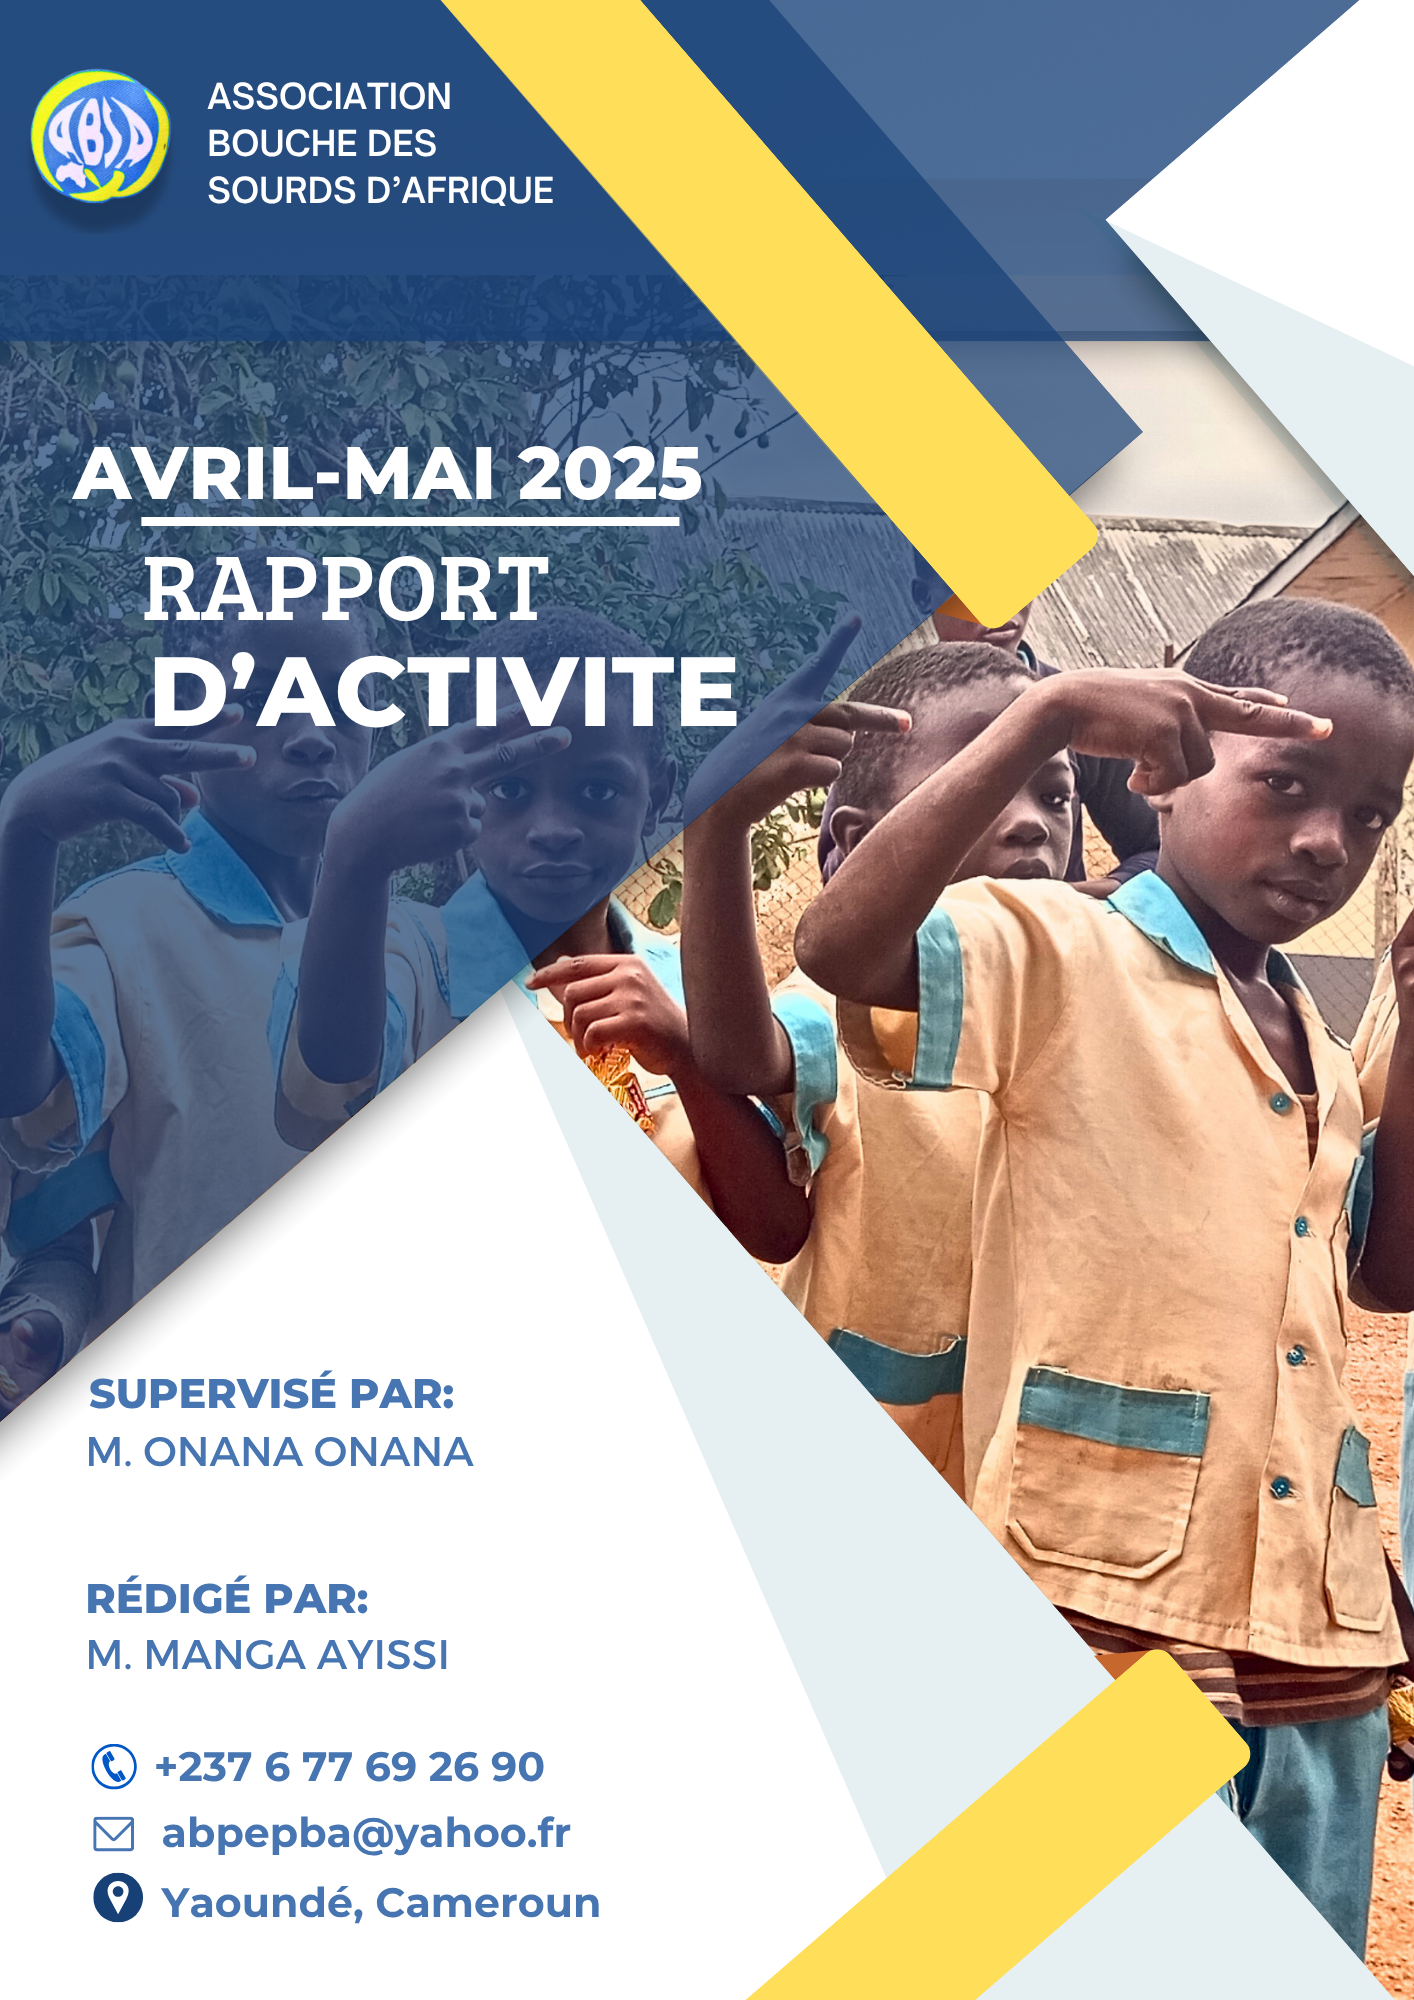 ABSA
ASSOCIATION
BOUCHE DES
SOURDS D’AFRIQUE
AVRIL-MAI 2025
RAPPORT
D’ACTIVITE
SUPERVISÉ PAR:
M. ONANA ONANA
RÉDIGÉ PAR:
M. MANGA AYISSI
+237 6 77 69 26 90
abpepba@yahoo.fr
Yaoundé, Cameroun